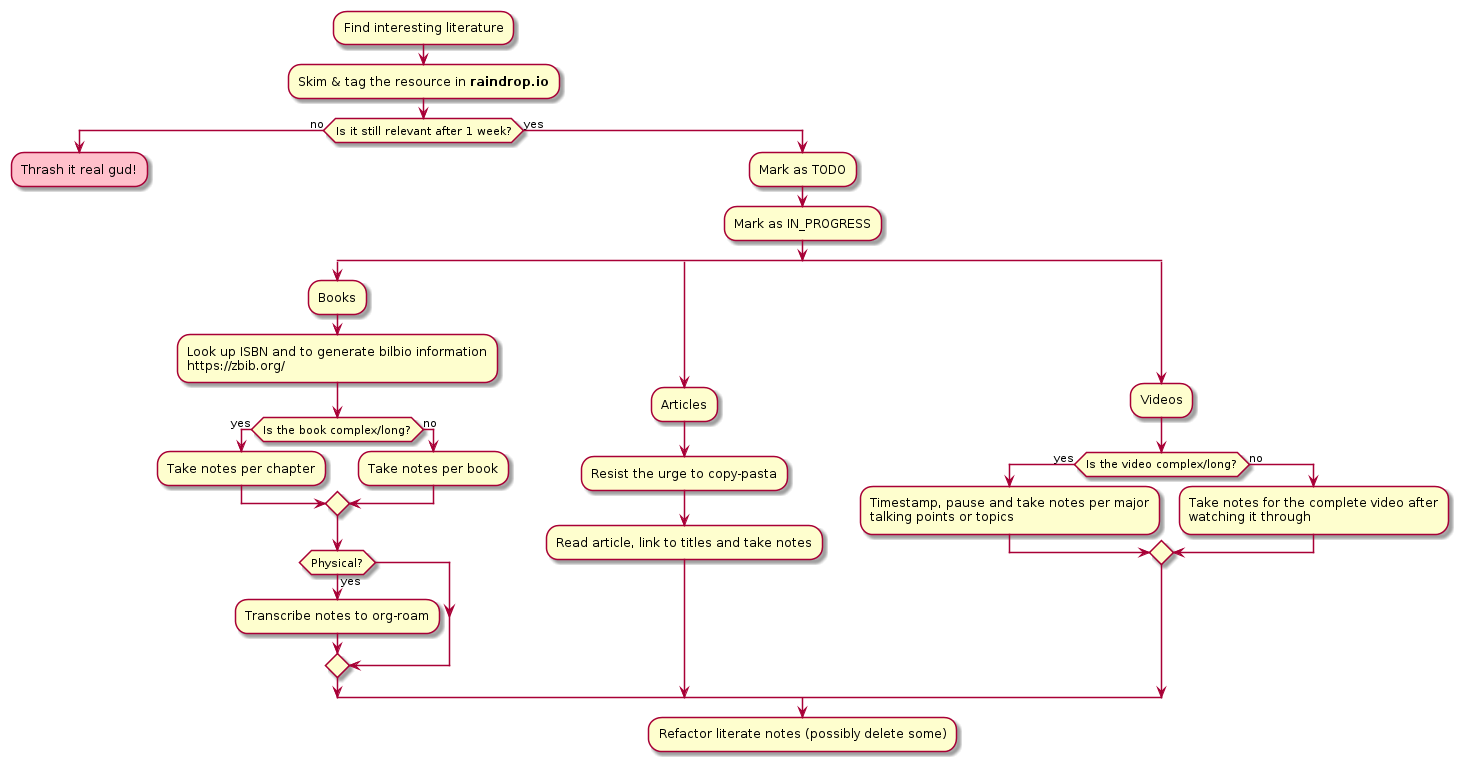 Find interesting literature
Skim & tag the resource in raindrop.io
no
Is it still relevant after 1 week?
yes
Thrash it real gud!
Mark as TODO
Mark as IN_PROGRESS
Books
Look up ISBN and to generate bilbio information
https://zbib.org/
yes
Is the book complex/long?
no
Take notes per chapter
Take notes per book
Physical?
yes
Transcribe notes to org-roam
Articles
Resist the urge to copy-pasta
Read article, link to titles and take notes
Videos
yes
Is the video complex/long?
no
Timestamp, pause and take notes per major
talking points or topics
Take notes for the complete video after
watching it through
Refactor literate notes (possibly delete some)